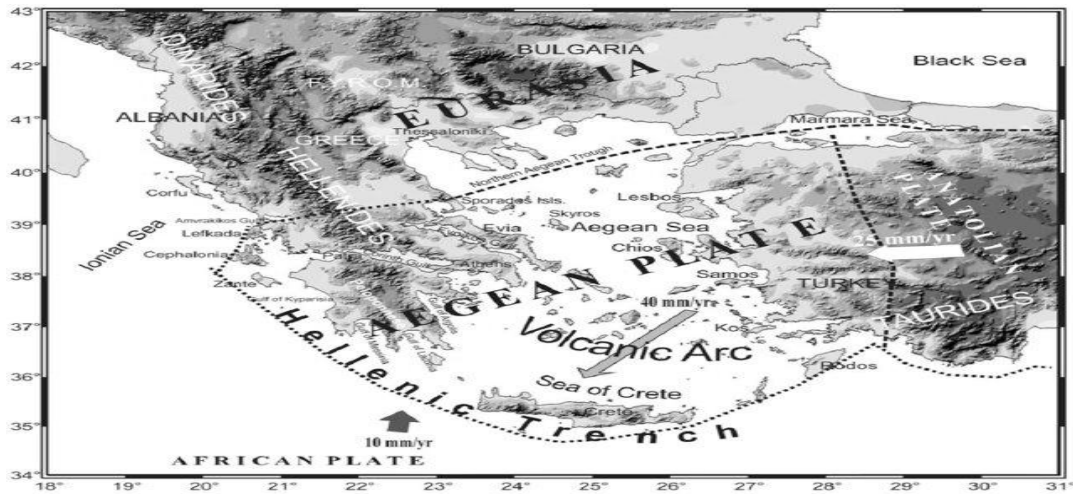 43°
42°
41°
40°
39°
38°
37°
36°
35°
34°
18° 19° 20° 21° 22° 23° 24° 25° 26° 27° 28° 29° 30° 31°
DINARIDES
BULGARIA
Black Sea
F.Y.R.O.M
EURASIA
ALBANIA
Marmara Sea
Thessaloniki
GREECE
HELLENIDES
Northern Aegean Trough
ANATOLIAN
PLATE
Corfu
Sporades Isls.
Lesbos
Skyros
Amvrakikos Gulf
Ionian Sea
Lefkada
Evia
Aegean Sea
Chios
25 mm/yr
Cephalonia
Athens
AEGEAN PLATE
Samos
Zante
TURKEY
Gulf of Kyparisia
40 mm/yr
TAURIDES
Kos
Volcanic Arc
Rodos
Sea of Crete
Crete
Hellenic Trench
10 mm/yr
AFRICAN PLATE